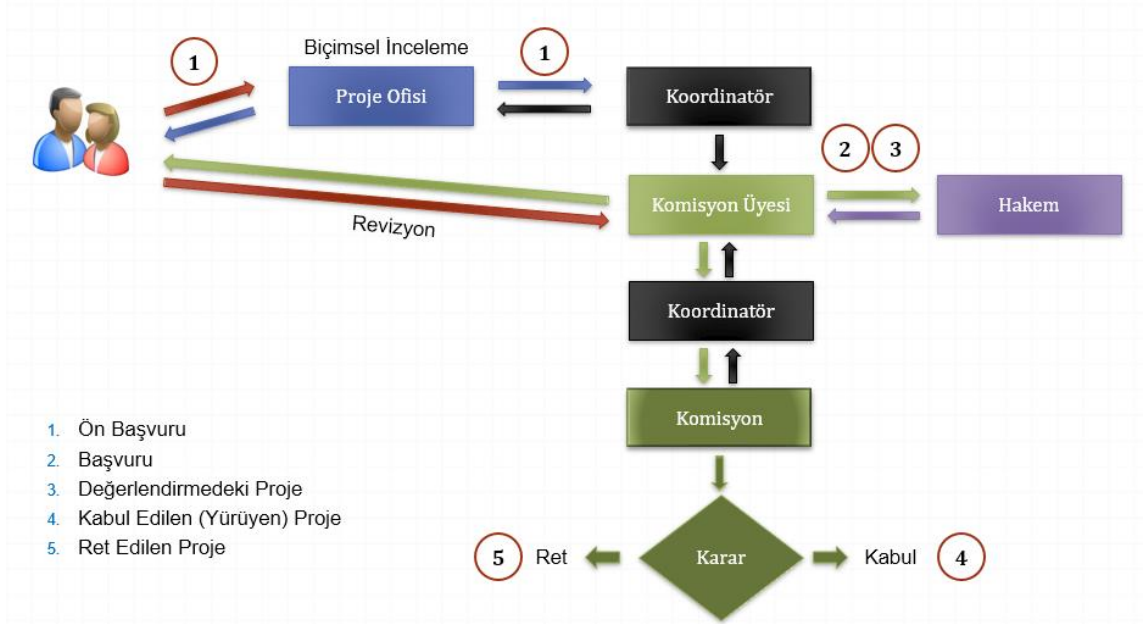 Biçimsel İnceleme
1
1
Proje Ofisi
Koordinatör
2
3
Komisyon Üyesi
Hakem
Revizyon
Koordinatör
Komisyon
1. Ön Başvuru
2. Başvuru
3. Değerlendirmedeki Proje
4. Kabul Edilen (Yürüyen) Proje
5. Ret Edilen Proje
5
Ret
Karar
Kabul
4